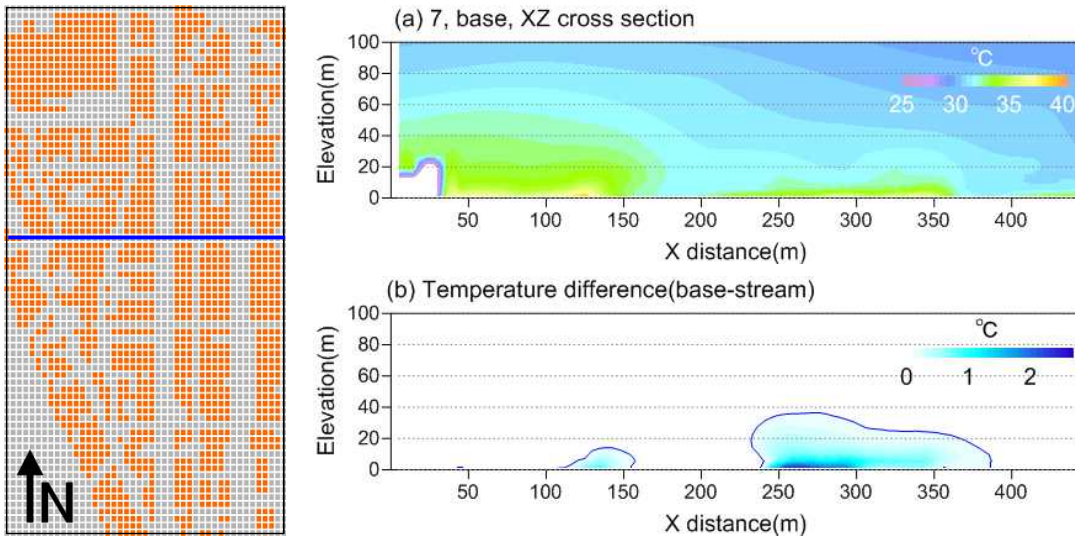 N
(a) 7, base, XZ cross section
100
80
60
40
20
0
Elevation(m)
°C
25 30 35 40
50 100 150 200 250 300 350 400
X distance(m)
(b) Temperature difference(base-stream)
100
80
60
40
20
0
Elevation(m)
°C
0 1 2
50 100 150 200 250 300 350 400
X distance(m)